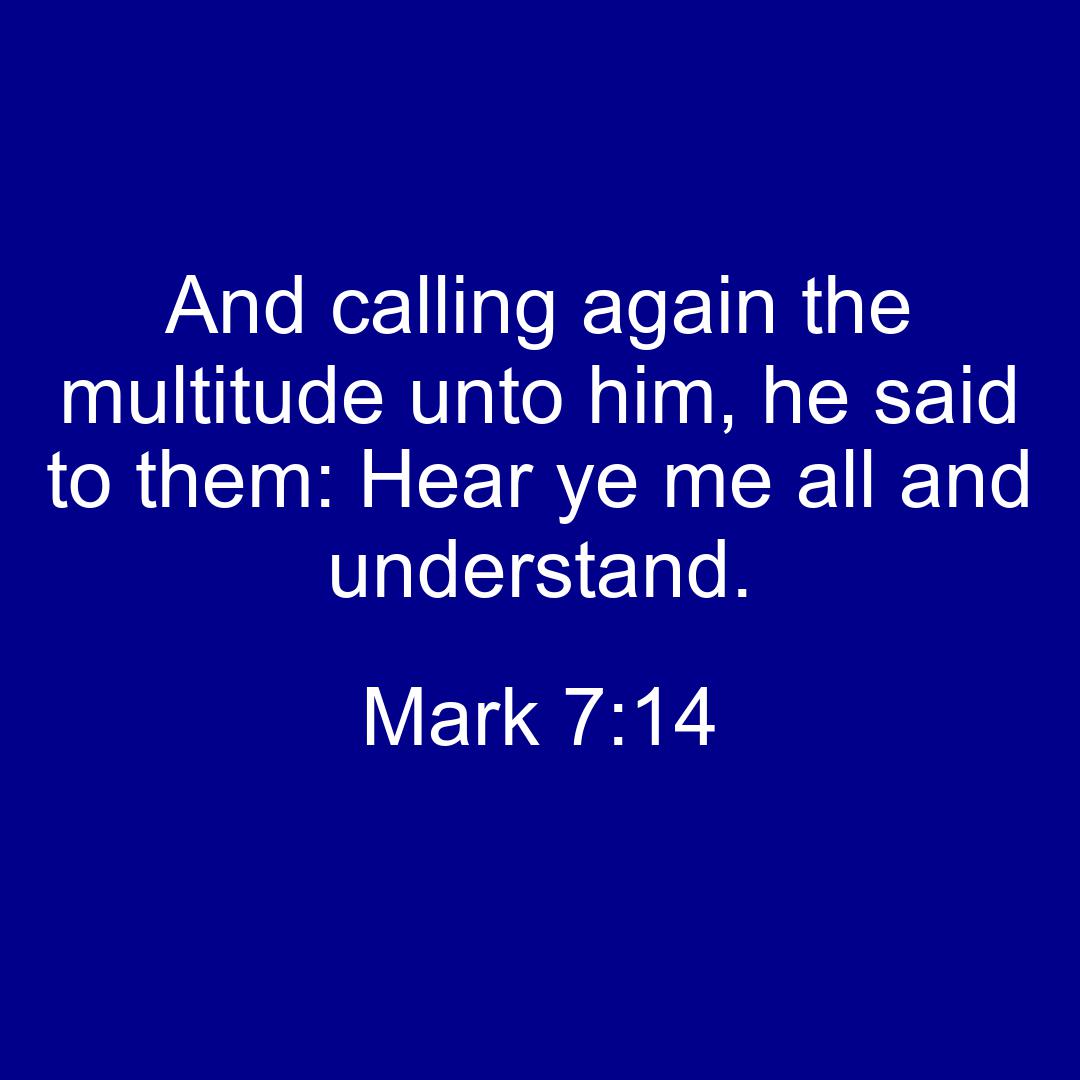 And calling again the
multitude unto him, he said
to them: Hear ye me all and
understand.
Mark 7:14